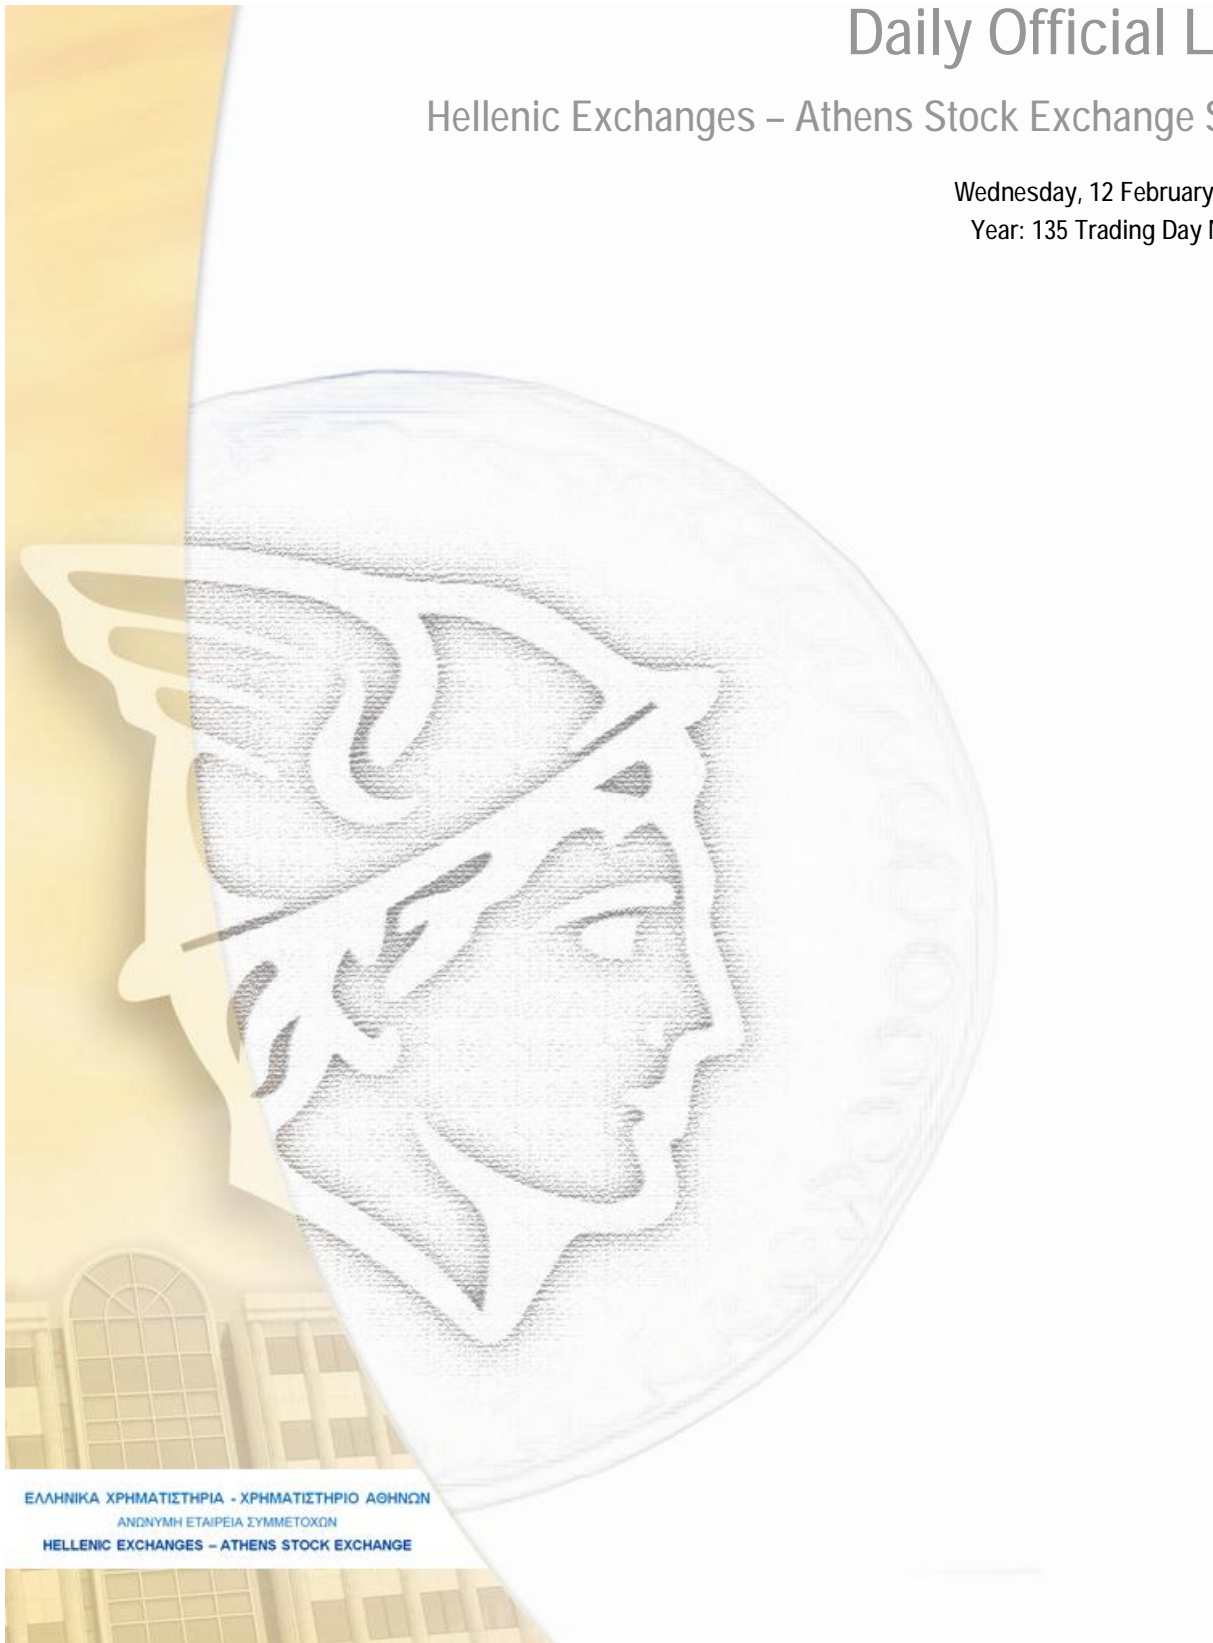 Daily Official L
Hellenic Exchanges – Athens Stock Exchange S
Wednesday, 12 February
Year: 135 Trading Day
ΕΛΛΗΝΙΚΑ ΧΡΗΜΑΤΙΣΤΗΡΙΑ - ΧΡΗΜΑΤΙΣΤΗΡΙΟ ΑΘΗΝΩΝ
ΑΝΩΝΥΜΗ ΕΤΑΙΡΕΙΑ ΣΥΜΜΕΤΟΧΩΝ
HELLENIC EXCHANGES – ATHENS STOCK EXCHANGE